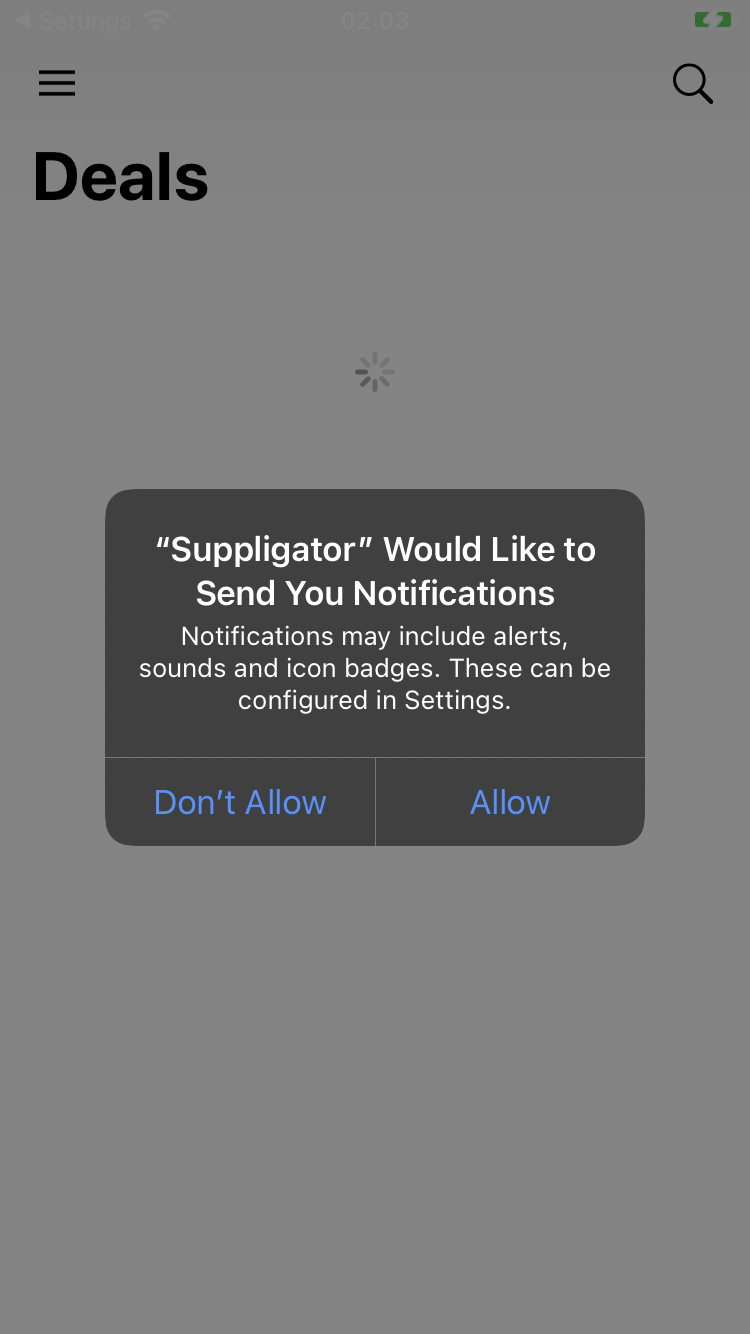 Settings
02:03
Deals
“Suppligator” Would Like to
Send You Notifications
Notifications may include alerts,
sounds and icon badges. These can be
configured in Settings.
Don’t Allow
Allow